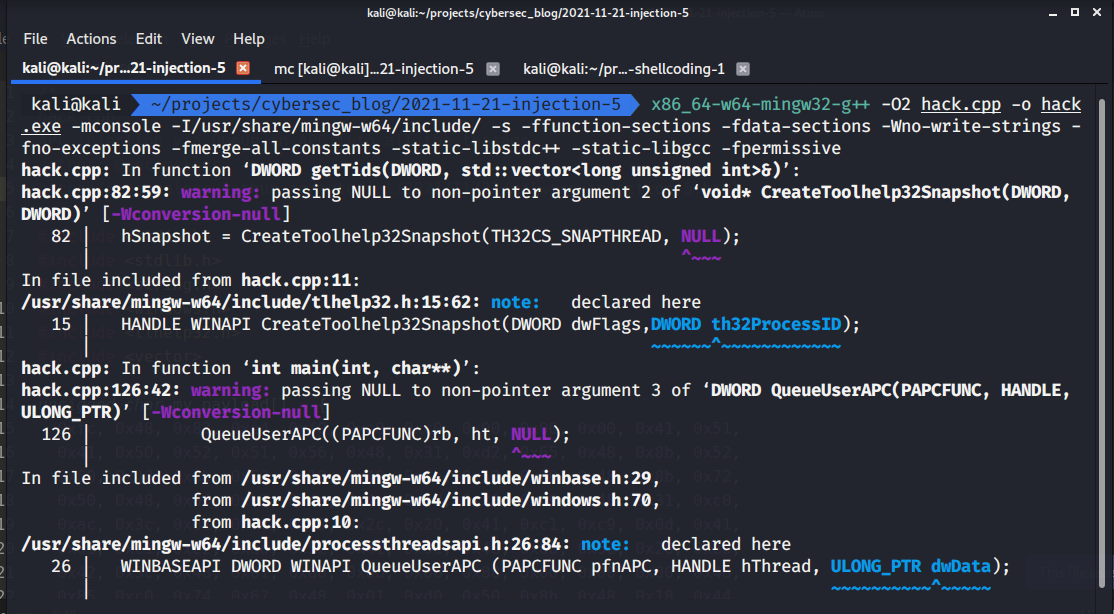 kali@kali:~/projects/cybersec_blog/2021-11-21-injection-5
File Actions Edit View Help
kali@kali:~/pr...21-injection-5 mc [kali@kali]...21-injection-5 kali@kali:~/pr...-shellcoding-1
kali@kali ~/projects/cybersec_blog/2021-11-21-injection-5 x86_64-w64-mingw32-g++ -O2 hack.cpp -o hack
.exe -mconsole -I/usr/share/mingw-w64/include/ -s -ffunction-sections -fdata-sections -Wno-write-strings -
fno-exceptions -fmerge-all-constants -static-libstdc++ -static-libgcc -fpermissive
hack.cpp: In function ‘DWORD getTids(DWORD, std::vector<long unsigned int>&)’:
hack.cpp:82:59: warning: passing NULL to non-pointer argument 2 of ‘void* CreateToolhelp32Snapshot(DWORD,
DWORD)’ [-Wconversion-null]
82 | hSnapshot = CreateToolhelp32Snapshot(TH32CS_SNAPTHREAD, NULL);
| ^~~~
In file included from hack.cpp:11:
/usr/share/mingw-w64/include/tlhelp32.h:15:62: note: declared here
15 | HANDLE WINAPI CreateToolhelp32Snapshot(DWORD dwFlags,DWORD th32ProcessID);
| ~~~~~~^~~~~~~~~~~~~
hack.cpp: In function ‘int main(int, char**)’:
hack.cpp:126:42: warning: passing NULL to non-pointer argument 3 of ‘DWORD QueueUserAPC(PAPCFUNC, HANDLE,
ULONG_PTR)’ [-Wconversion-null]
126 | QueueUserAPC((PAPCFUNC)rb, ht, NULL);
| ^~~~
In file included from /usr/share/mingw-w64/include/winbase.h:29,
from /usr/share/mingw-w64/include/windows.h:70,
from hack.cpp:10:
/usr/share/mingw-w64/include/processthreadsapi.h:26:84: note: declared here
26 | WINBASEAPI DWORD WINAPI QueueUserAPC (PAPCFUNC pfnAPC, HANDLE hThread, ULONG_PTR dwData);
| ~~~~~~~~~~^~~~~~